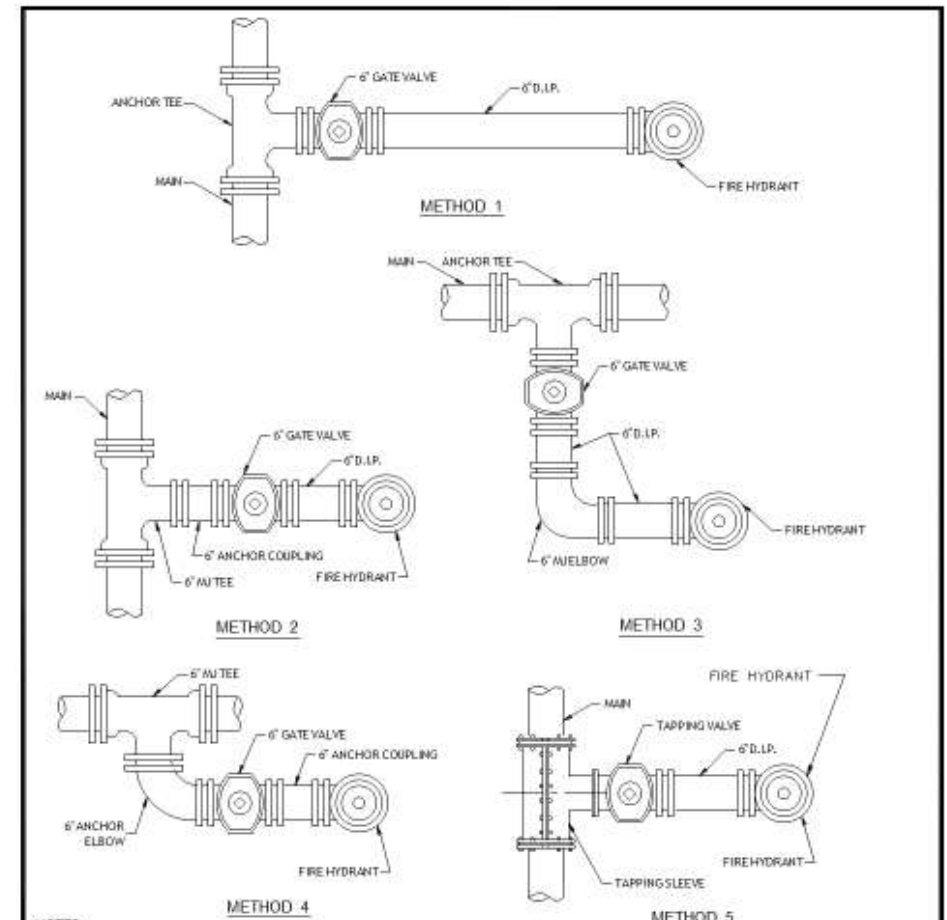 6" GATE VALVE
6" D.I.P.
ANCHOR TEE
MAIN
FIRE HYDRANT
METHOD 1
MAIN
ANCHOR TEE
6" GATE VALVE
6" D.I.P.
FIRE HYDRANT
6" MJ ELBOW
METHOD 3
MAIN
6" GATE VALVE
6" D.I.P.
6" ANCHOR COUPLING
6" MJ TEE
FIRE HYDRANT
METHOD 2
6" MJ TEE
6" GATE VALVE
6" ANCHOR COUPLING
6" ANCHOR
ELBOW
FIRE HYDRANT
METHOD 4
FIRE HYDRANT
MAIN
TAPPING VALVE
6" D.I.P.
FIRE HYDRANT
TAPPING SLEEVE
METHOD 5